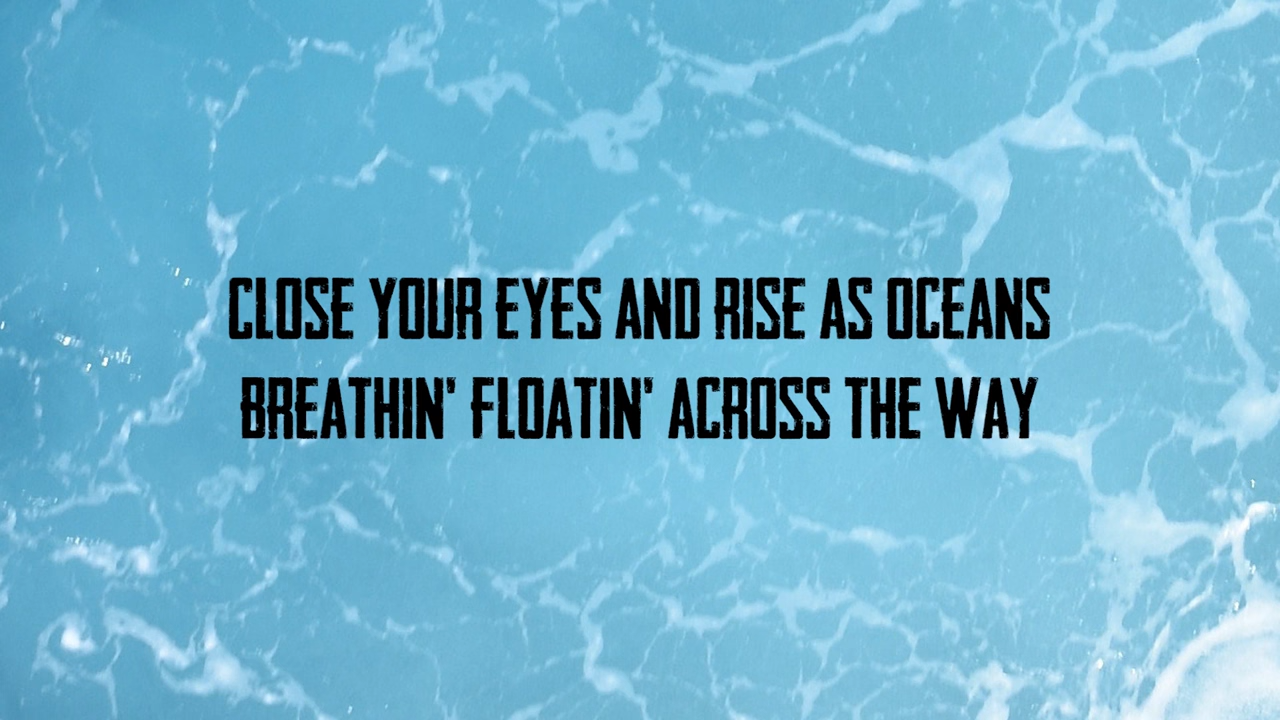 CLOSE YOUR EYES AND RISE AS OCEANS
BREATHIN' FLOATIN' ACROSS THE WAY